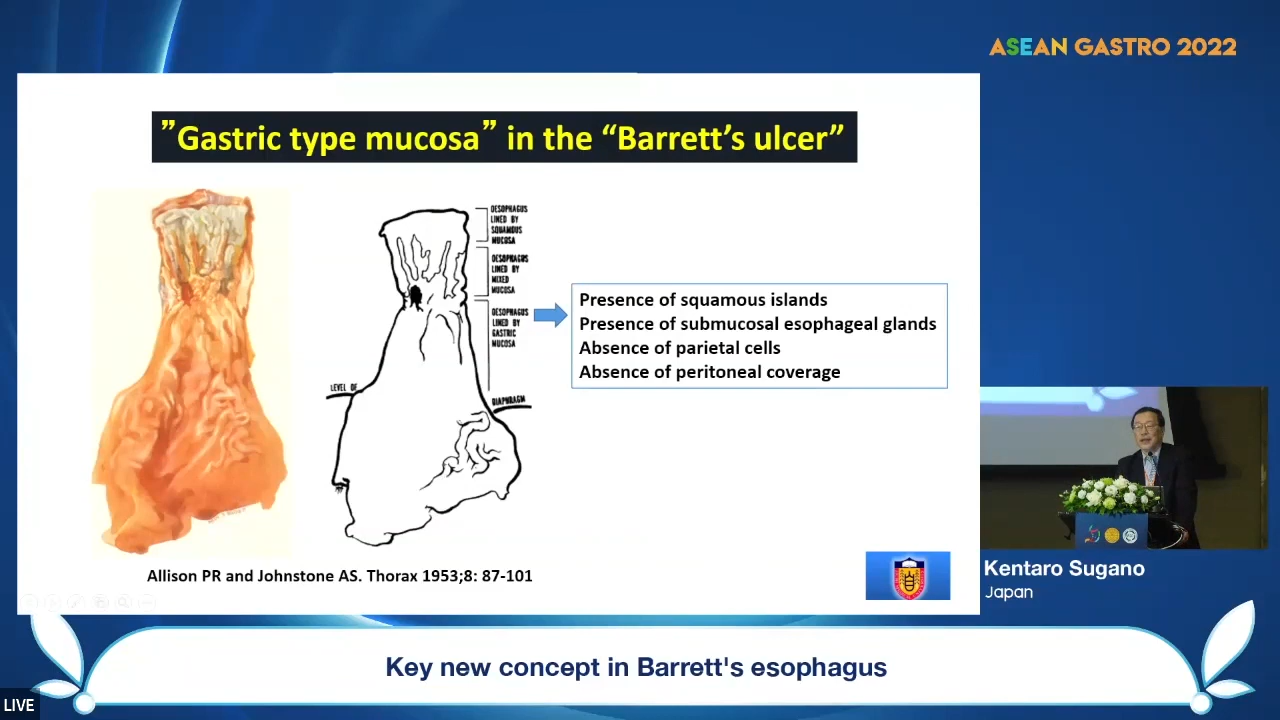 ASEAN GASTRO 2022
”Gastric type mucosa” in the “Barrett’s ulcer”
OESOPHAGUS
LINED BY
SQUAMOUS
MUCOSA
OESOPHAGUS
LINED BY
MIXED
MUCOSA
OESOPHAGUS
LINED BY
GASTRIC
MUCOSA
LEVEL OF
DIAPHRAGM
Presence of squamous islands
Presence of submucosal esophageal glands
Absence of parietal cells
Absence of peritoneal coverage
Allison PR and Johnstone AS. Thorax 1953;8: 87-101
Kentaro Sugano
Japan
Key new concept in Barrett's esophagus
LIVE